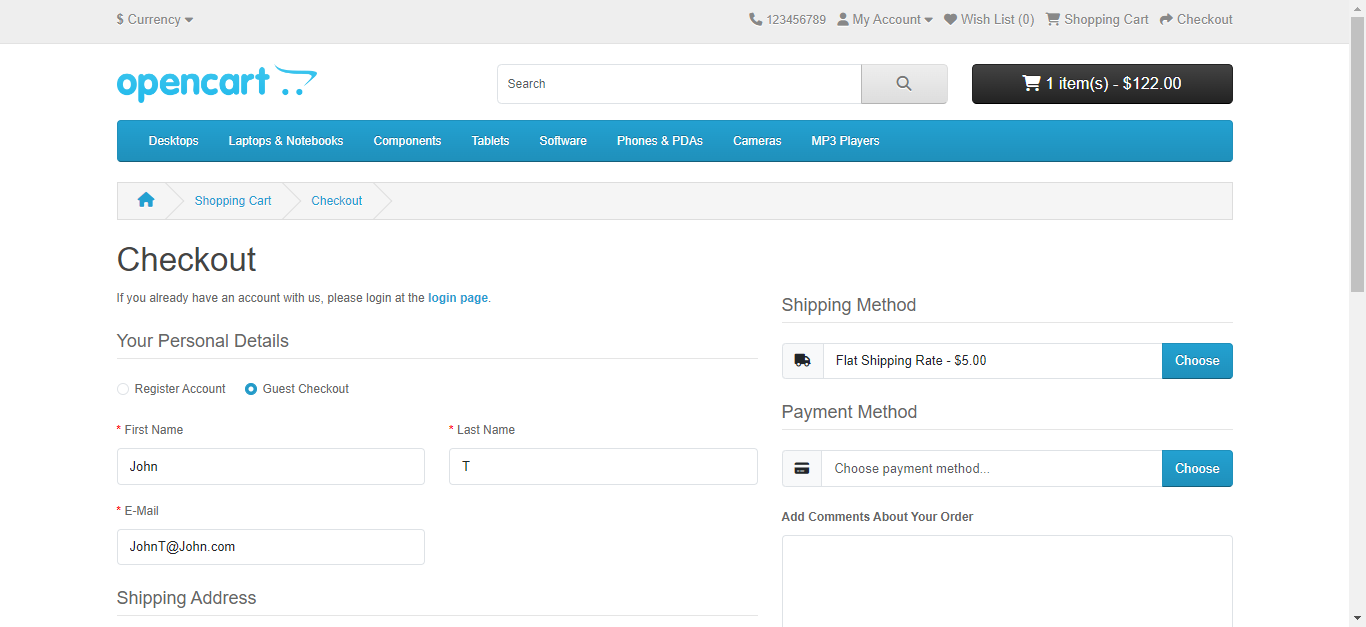 $ Currency
123456789 My Account Wish List (0) Shopping Cart Checkout
opencart
Search
1 item(s) - $122.00
Desktops Laptops & Notebooks Components Tablets Software Phones & PDAs Cameras MP3 Players
Shopping Cart Checkout
Checkout
If you already have an account with us, please login at the login page.
Your Personal Details
Register Account Guest Checkout
* First Name
John
* Last Name
T
* E-Mail
JohnT@John.com
Shipping Address
Shipping Method
Flat Shipping Rate - $5.00 Choose
Payment Method
Choose payment method... Choose
Add Comments About Your Order